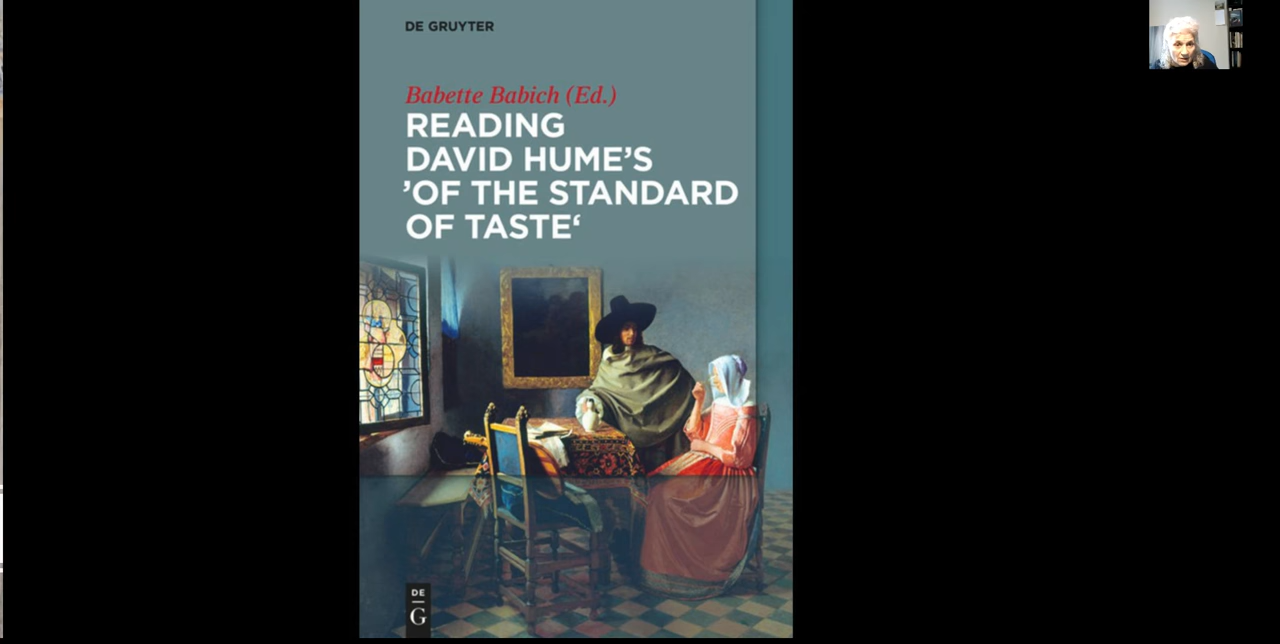 DE GRUYTER
Babette Babich (Ed.)
READING
DAVID HUME’S
’OF THE STANDARD
OF TASTE‘
DE
G